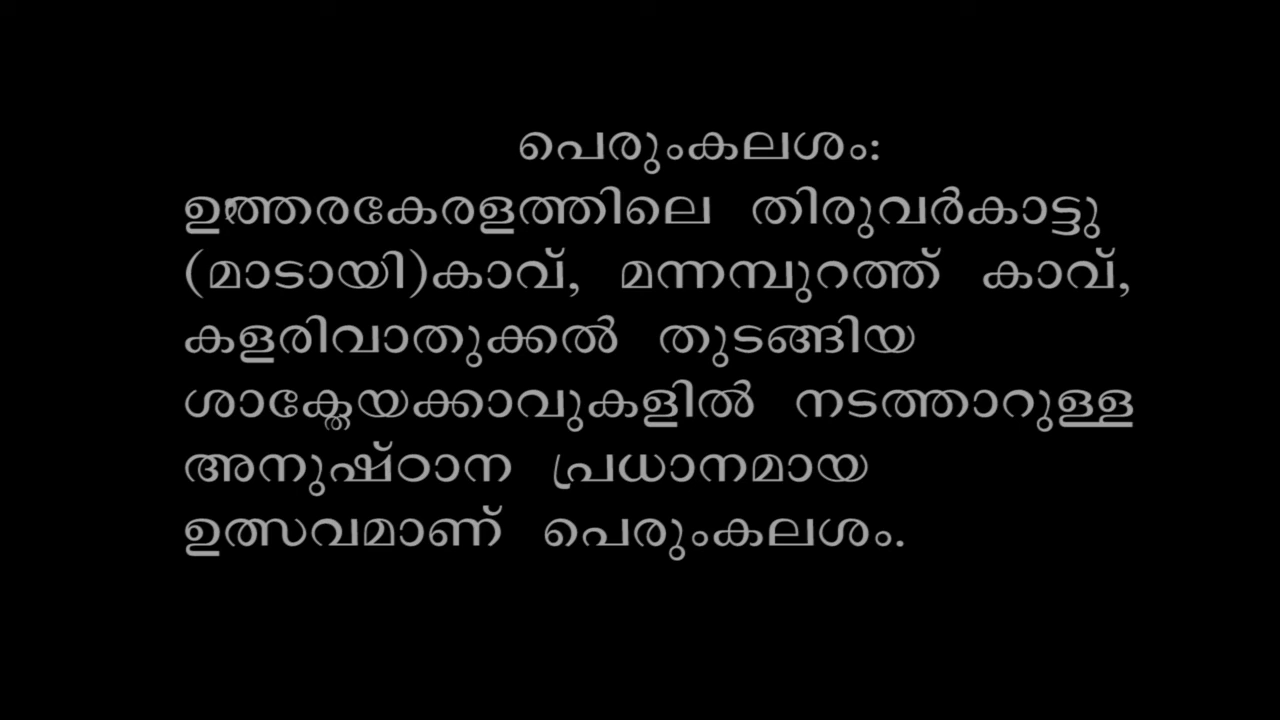 പെരുംകലശം:
ഉത്തരകേരളത്തിലെ തിരുവർകാട്ടു
(മാടായി)കാവ്, മന്നമ്പുറത്ത് കാവ്,
കളരിവാതുക്കൽ തുടങ്ങിയ
ശാക്തേയക്കാവുകളിൽ നടത്താറുള്ള
അനുഷ്ഠാന പ്രധാനമായ
ഉത്സവമാണ് പെരുംകലശം.